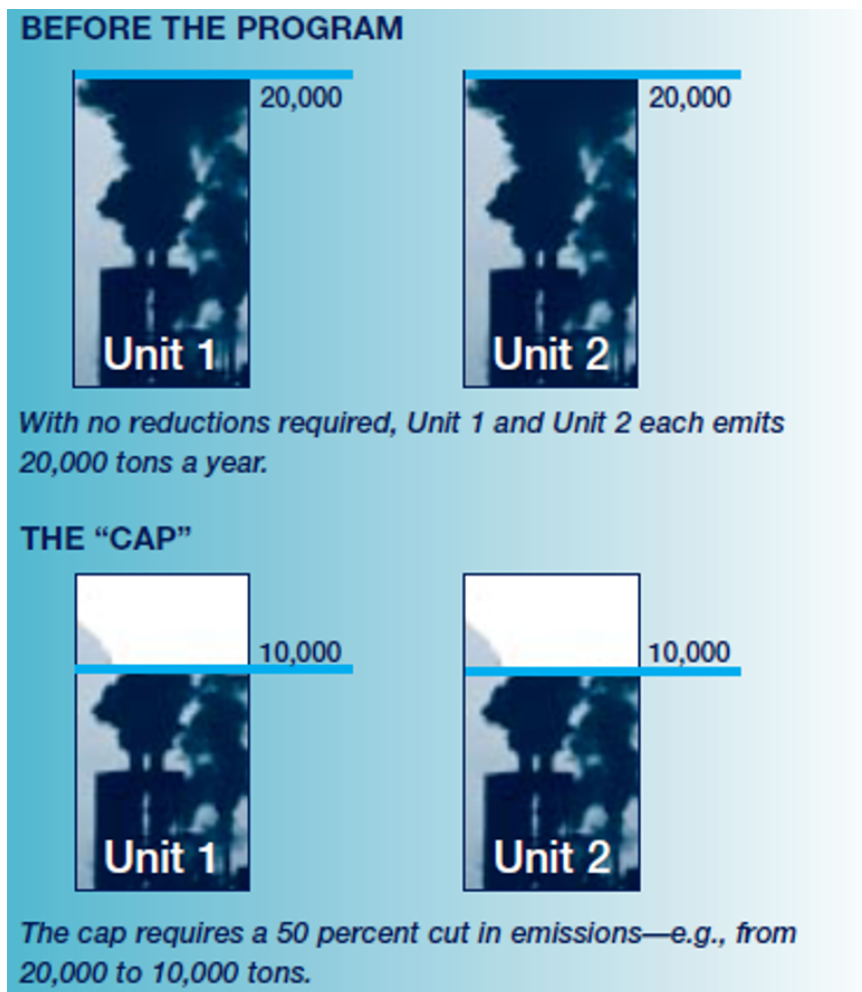 BEFORE THE PROGRAM
20,000
20,000
Unit 1
Unit 2
With no reductions required, Unit 1 and Unit 2 each emits
20,000 tons a year.
THE “CAP”
10,000
10,000
Unit 1
Unit 2
The cap requires a 50 percent cut in emissions—e.g., from
20,000 to 10,000 tons.